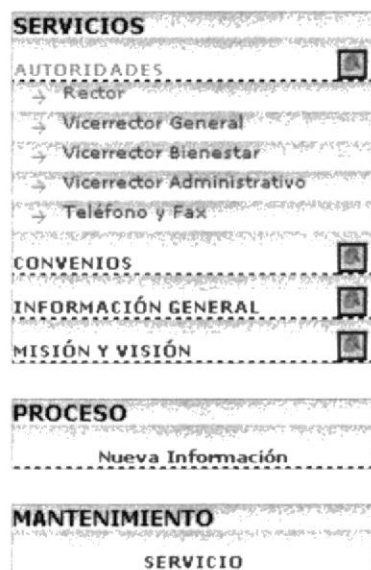 SERVICIOS
AUTORIDADES
→ Rector
→ Vicerrector General
→ Vicerrector Bienestar
→ Vicerrector Administrativo
→ Teléfono y Fax
CONVENIOS
INFORMACIÓN GENERAL
MISIÓN Y VISIÓN
PROCESO
Nueva Información
MANTENIMIENTO
SERVICIO